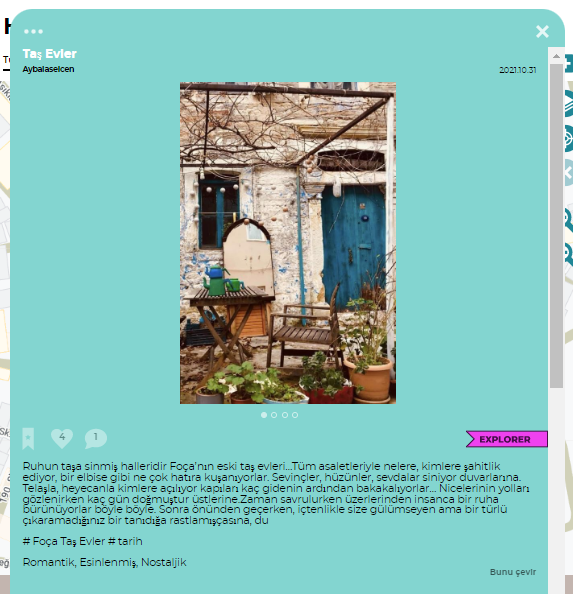 Taş Evler
Aybalaselcen
2021.10.31
4
1
EXPLORER
Ruhun taşa sinmiş halleridir Foça'nın eski taş evleri...Tüm asaletleriyle nelere, kimlere şahitlik
ediyor, bir elbise gibi ne çok hatıra kuşanıyorlar. Sevinçler, hüzünler, sevdalar siniyor duvarlarına.
Telaşla, heyecanla kimlere açılıyor kapıları kaç gidenin ardından bakakalıyorlar... Nicelerinin yolları
gözlenirken kaç gün doğmuştur üstlerine.Zaman savrulurken üzerlerinden insanca bir ruha
bürünüyorlar böyle böyle. Sonra önünden geçerken, içtenlikle size gülümseyen ama bir türlü
çıkaramadığınız bir tanıdığa rastlamışçasına, du
# Foça Taş Evler # tarih
Romantik, Esinlenmiş, Nostaljik
Bunu çevir